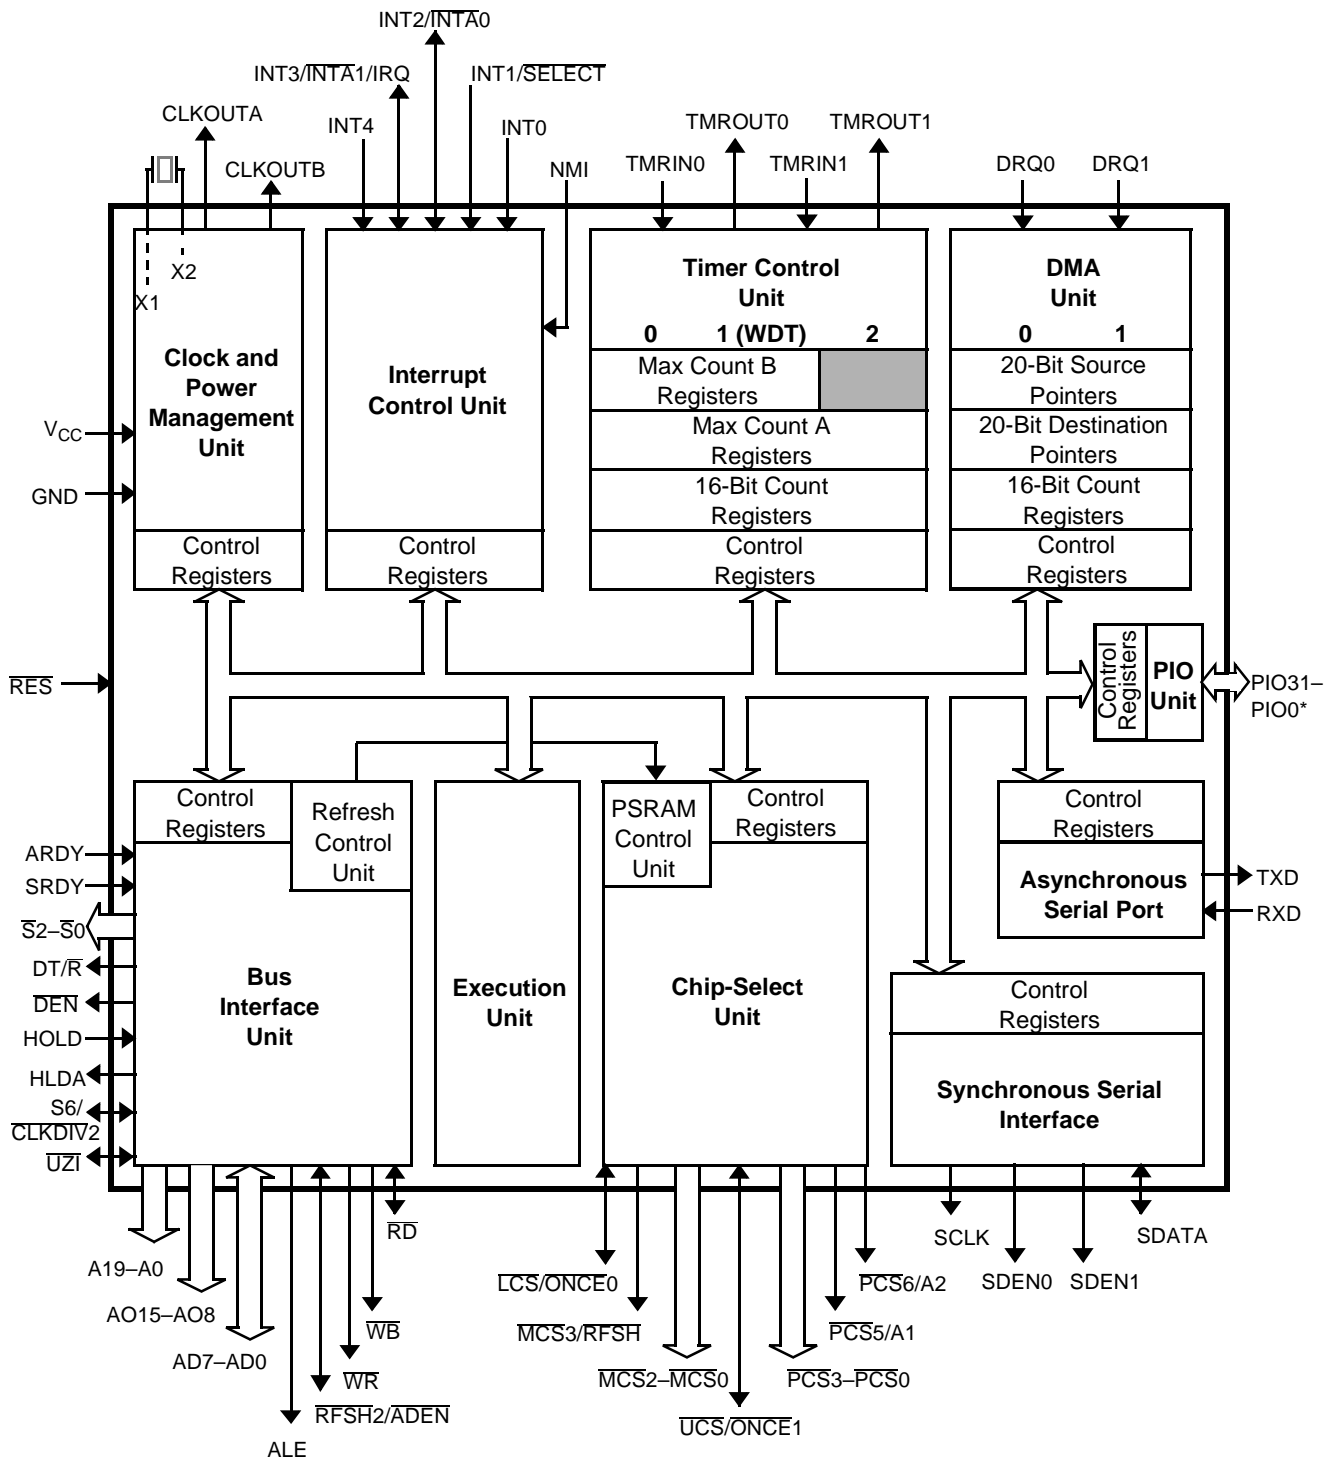 INT2/INTA0
INT3/INTA1/IRQ
INT1/SELECT
CLKOUTA
INT4
INT0
TMROUT0
TMROUT1
CLKOUTB
NMI
TMRIN0
TMRIN1
DRQ0
DRQ1
X1
X2
Clock and
Power
Management
Unit
Control
Registers
Interrupt
Control Unit
Control
Registers
Timer Control
Unit
0 1 (WDT) 2
Max Count B
Registers
Max Count A
Registers
16-Bit Count
Registers
Control
Registers
DMA
Unit
0 1
20-Bit Source
Pointers
20-Bit Destination
Pointers
16-Bit Count
Registers
Control
Registers
VCC
GND
RES
Control
Registers
PIO
Unit
PIO31–
PIO0*
Control
Registers
Refresh
Control
Unit
Bus
Interface
Unit
Execution
Unit
PSRAM
Control
Unit
Control
Registers
Chip-Select
Unit
Control
Registers
Asynchronous
Serial Port
TXD
RXD
Control
Registers
Synchronous Serial
Interface
ARDY
SRDY
S2–S0
DT/R
DEN
HOLD
HLDA
S6/
CLKDIV2
UZI
A19–A0
AO15–AO8
AD7–AD0
ALE
RFSH2/ADEN
WR
WB
RD
LCS/ONCE0
MCS3/RFSH
MCS2–MCS0
UCS/ONCE1
PCS3–PCS0
PCS5/A1
PCS6/A2
SCLK
SDEN0
SDEN1
SDATA